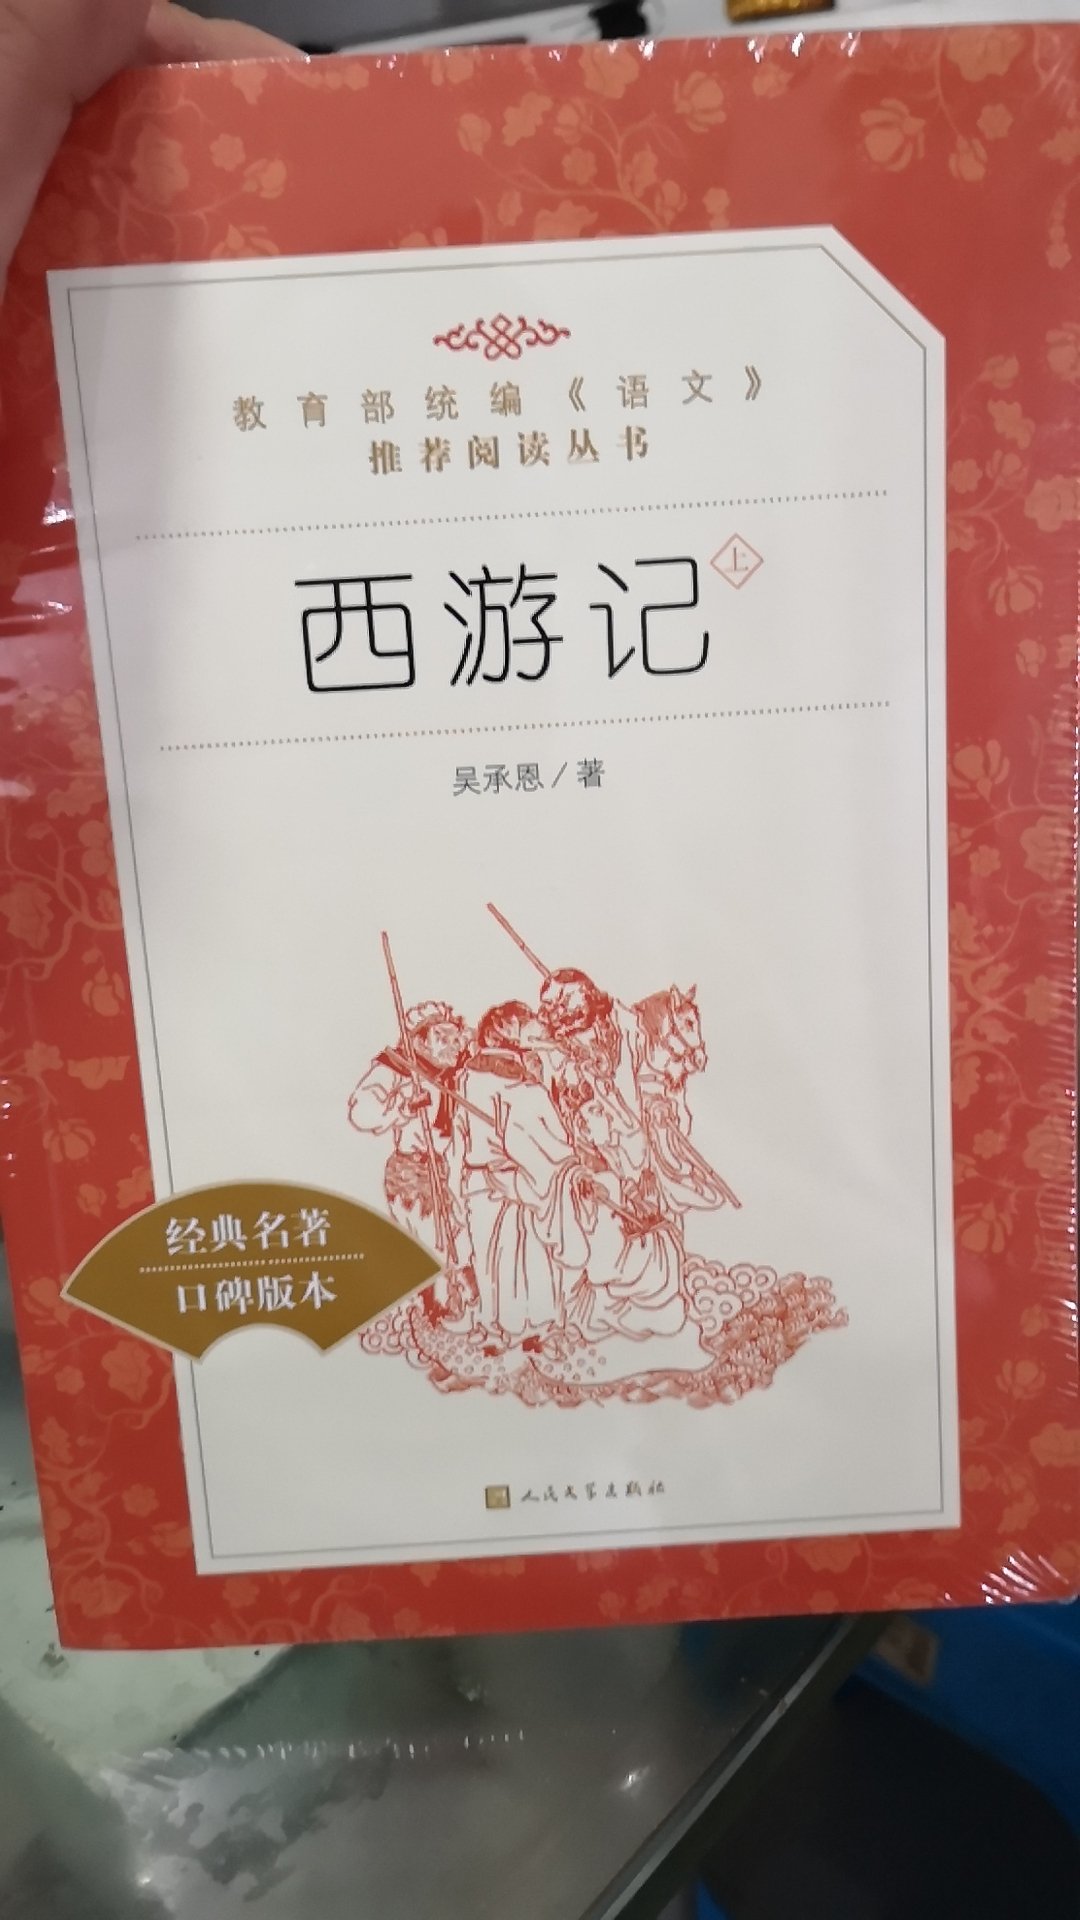 教育部统编《语文》
推荐阅读丛书
西游记 上
吴承恩/著
经典名著
口碑版本
人民文学出版社